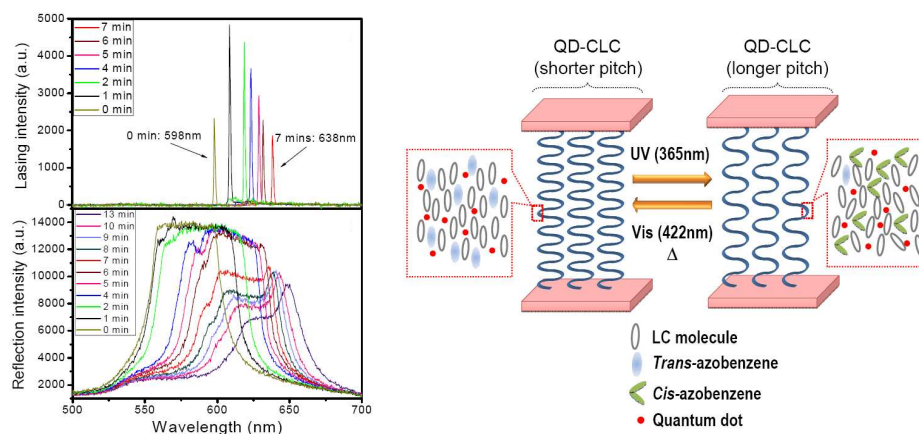 5000
4000
3000
2000
1000
0
Lasing intensity (a.u.)
7 min
6 min
5 min
4 min
2 min
1 min
0 min
0 min: 598nm
7 mins: 638nm
14000
12000
10000
8000
6000
4000
2000
Reflection intensity (a.u.)
13 min
10 min
9 min
8 min
7 min
6 min
5 min
4 min
2 min
1 min
0 min
500
550
600
650
700
Wavelength (nm)
QD-CLC
(shorter pitch)
QD-CLC
(longer pitch)
UV (365nm)
Vis (422nm)
Δ
LC molecule
Trans-azobenzene
Cis-azobenzene
Quantum dot